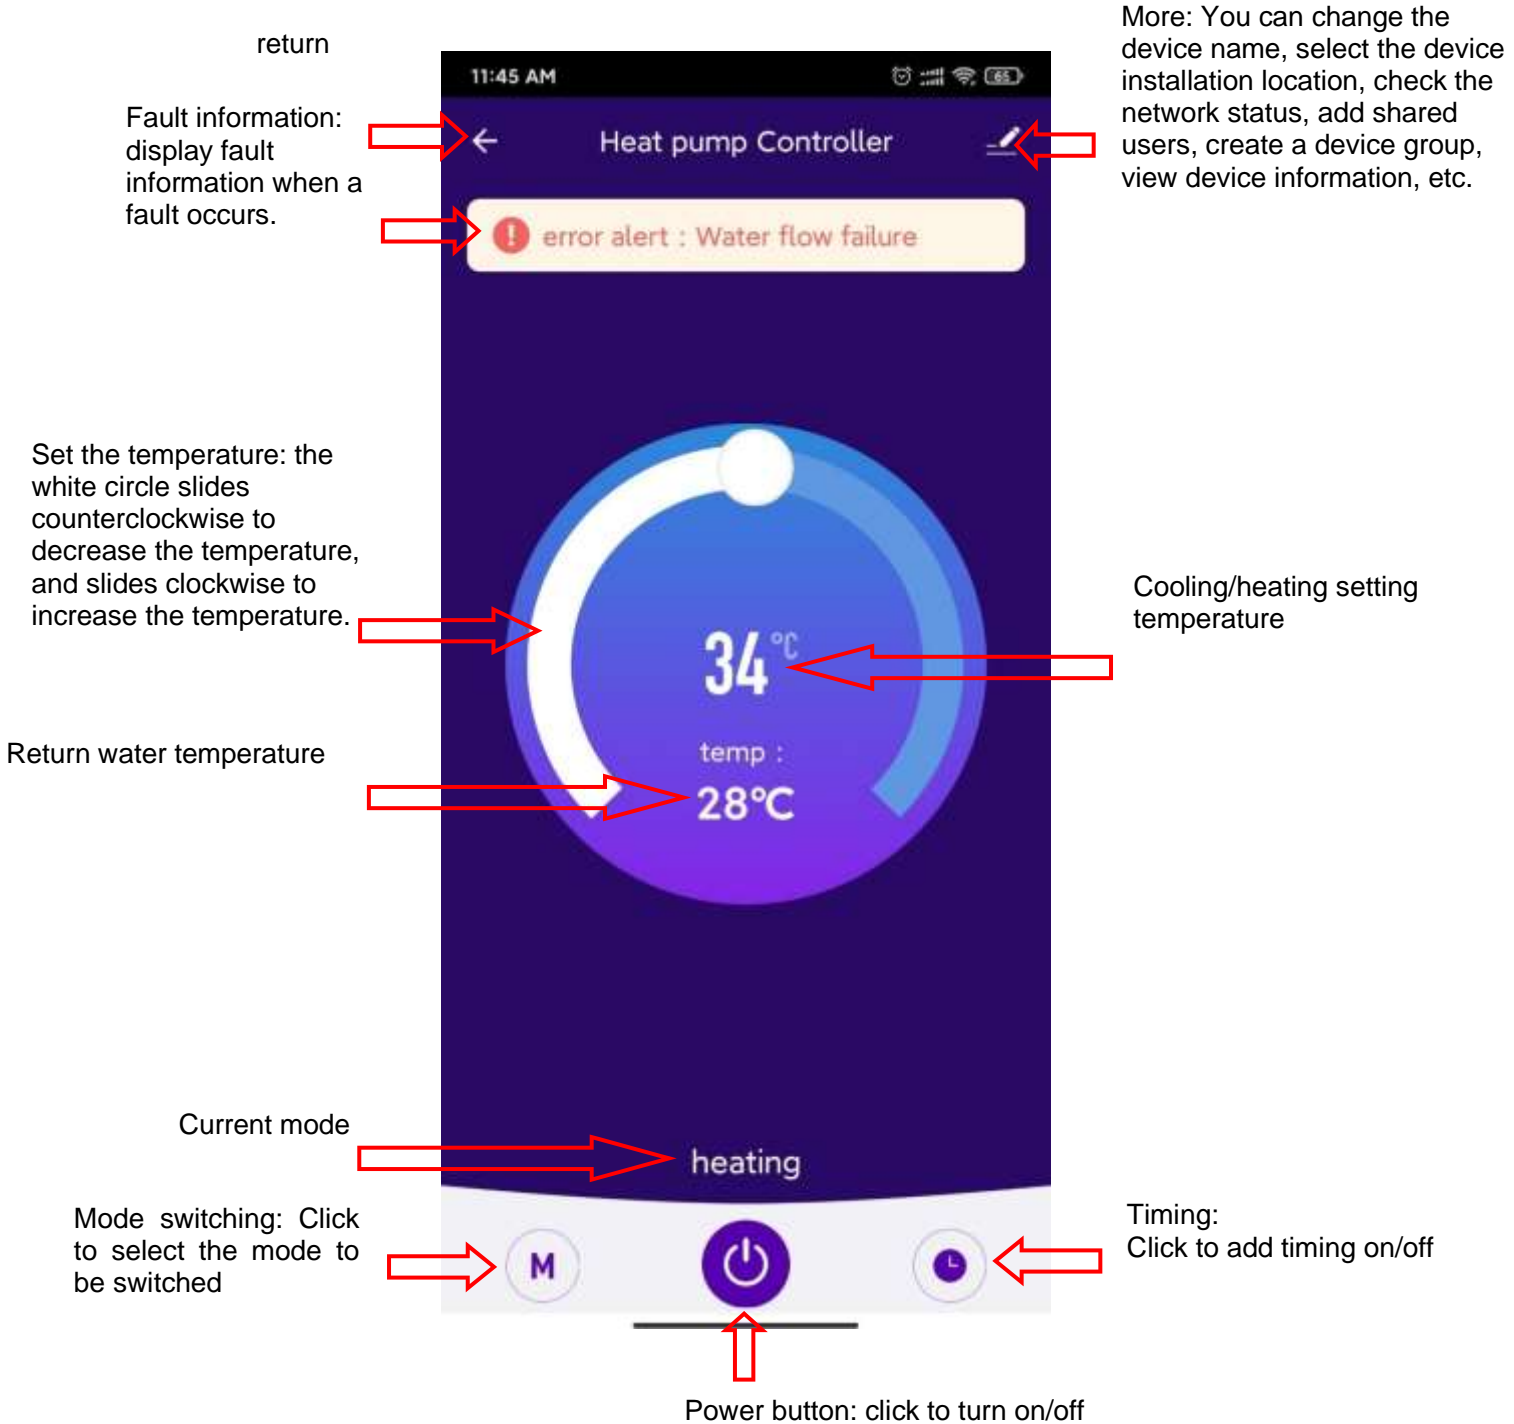 return
More: You can change the
device name, select the device
installation location, check the
network status, add shared
users, create a device group,
view device information, etc.
11:45 AM
65
Fault information:
display fault
information when a
fault occurs.
Heat pump Controller
error alert : Water flow failure
Set the temperature: the
white circle slides
counterclockwise to
decrease the temperature,
and slides clockwise to
increase the temperature.
Cooling/heating setting
temperature
34 °C
Return water temperature
temp :
28°C
Current mode
heating
Mode switching: Click
to select the mode to
be switched
M
Timing:
Click to add timing on/off
Power button: click to turn on/off